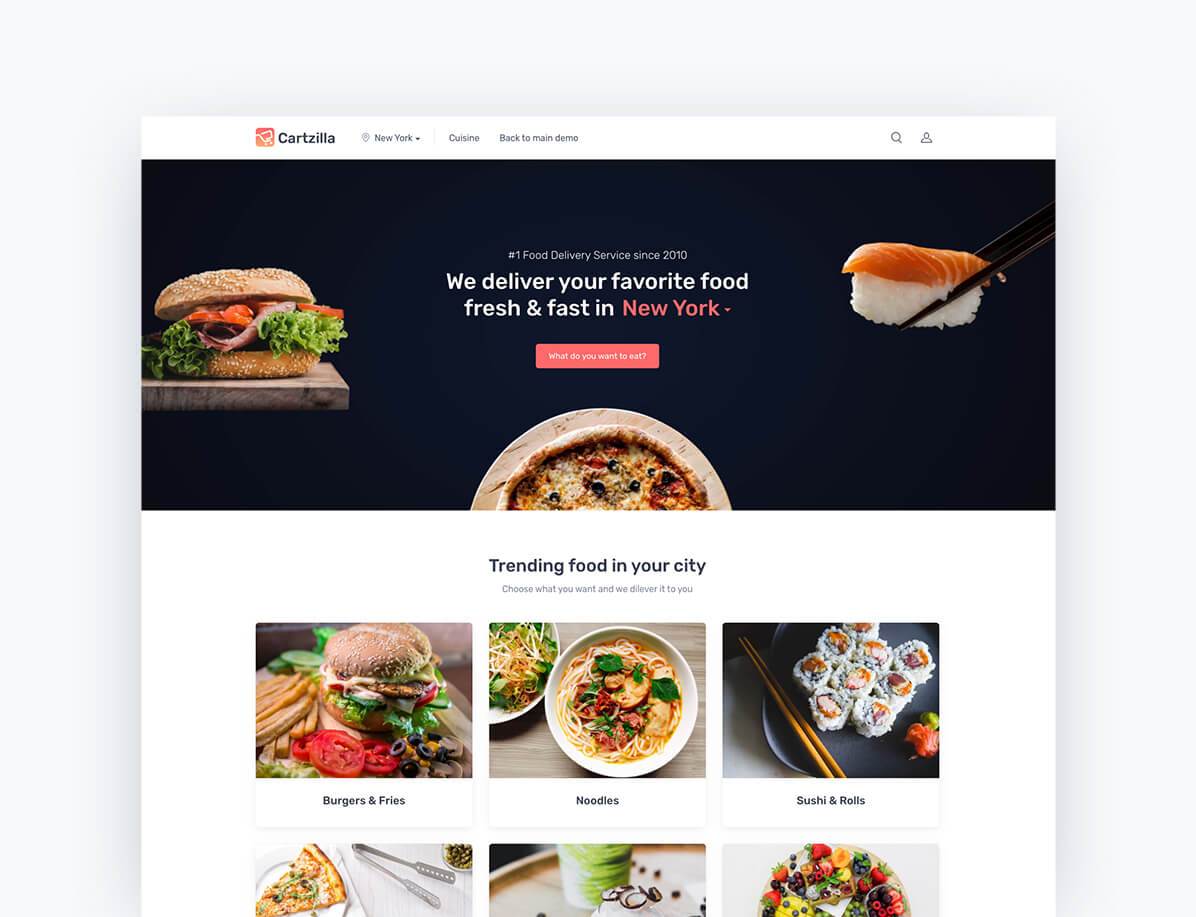 Cartzilla
New York
Cuisine
Back to main demo
#1 Food Delivery Service since 2010
We deliver your favorite food
fresh & fast in New York
What do you want to eat?
Trending food in your city
Choose what you want and we dilever it to you
Burgers & Fries
Noodles
Sushi & Rolls